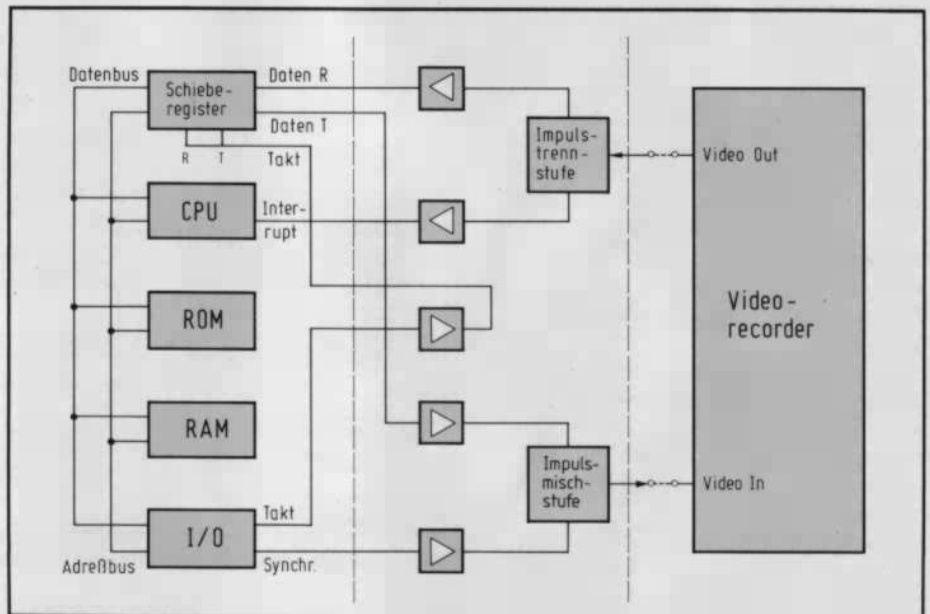 Datenbus
Schiebe-
register
Daten R
Daten T
R T
Takt
CPU
Inter-
rupt
ROM
RAM
I/O
Takt
Synchr.
Adreßbus
Impuls-
trenn-
stufe
Impuls-
misch-
stufe
Video Out
Video-
recorder
Video In